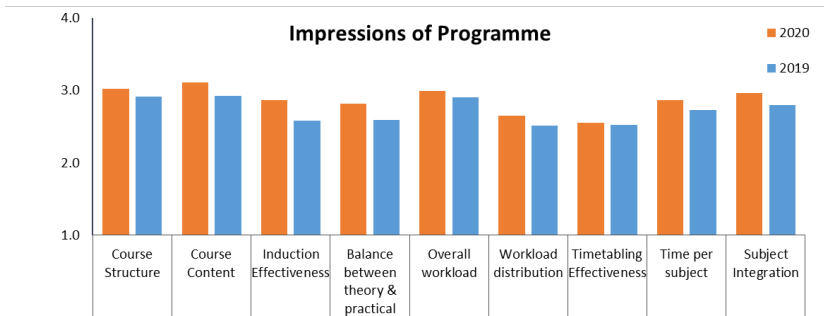 Impressions of Programme
2020
2019
4.0
3.0
2.0
1.0
Course
Structure
Course
Content
Induction
Effectiveness
Balance
between
theory &
practical
Overall
workload
Workload
distribution
Timetabling
Effectiveness
Time per
subject
Subject
Integration